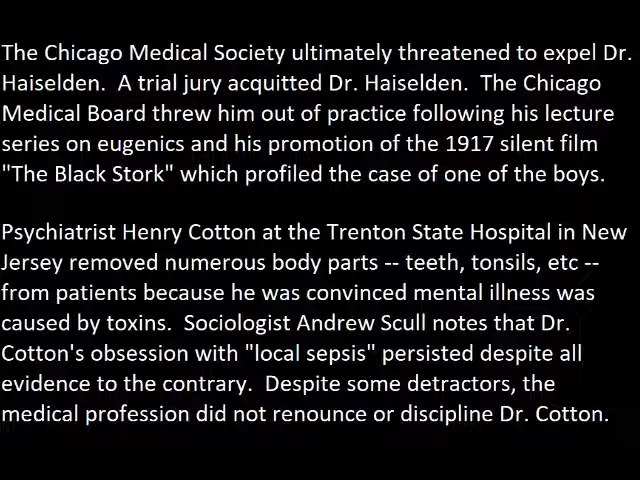 The Chicago Medical Society ultimately threatened to expel Dr.
Haiselden.  A trial jury acquitted Dr. Haiselden.  The Chicago
Medical Board threw him out of practice following his lecture
series on eugenics and his promotion of the 1917 silent film
"The Black Stork" which profiled the case of one of the boys.

Psychiatrist Henry Cotton at the Trenton State Hospital in New
Jersey removed numerous body parts -- teeth, tonsils, etc --
from patients because he was convinced mental illness was
caused by toxins.  Sociologist Andrew Scull notes that Dr.
Cotton's obsession with "local sepsis" persisted despite all
evidence to the contrary.  Despite some detractors, the
medical profession did not renounce or discipline Dr. Cotton.